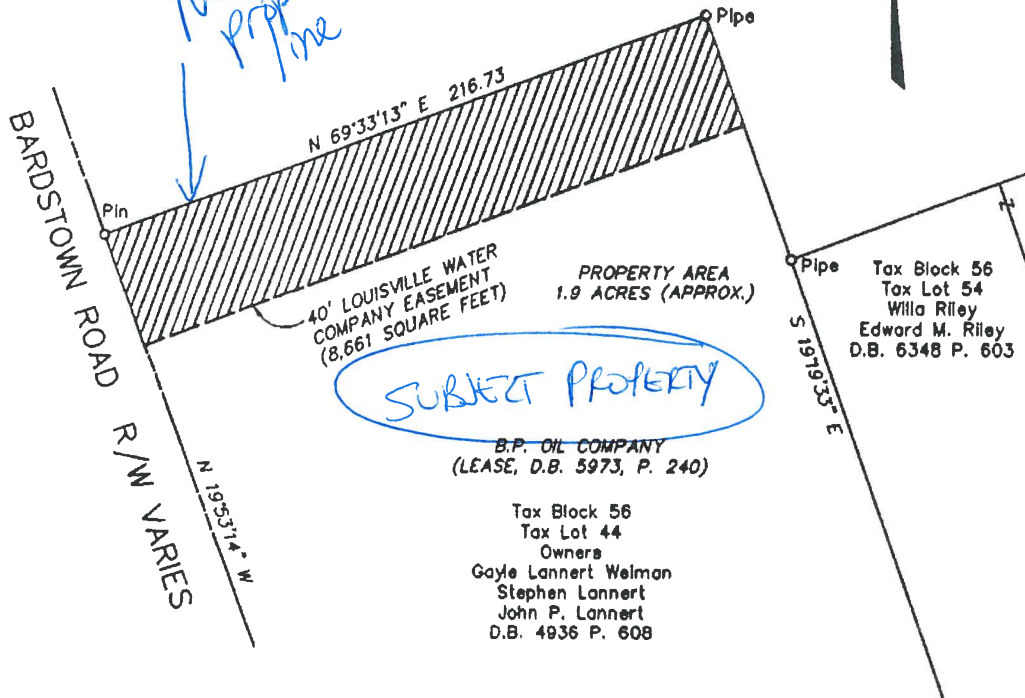 Prop
line
Pipe
N 69°33'13" E 216.73
BARDSTOWN ROAD R/W VARIES
Pin
40' LOUISVILLE WATER
COMPANY EASEMENT
(8,661 SQUARE FEET)
PROPERTY AREA
1.9 ACRES (APPROX.)
Pipe
Tax Block 56
Tax Lot 54
Willa Riley
Edward M. Riley
D.B. 6348 P. 603
SUBJECT PROPERTY
S 19°19'33" E
B.P. OIL COMPANY
(LEASE, D.B. 5973, P. 240)
N 19°53'14" W
Tax Block 56
Tax Lot 44
Owners
Gayle Lannert Weiman
Stephen Lannert
John P. Lannert
D.B. 4936 P. 608